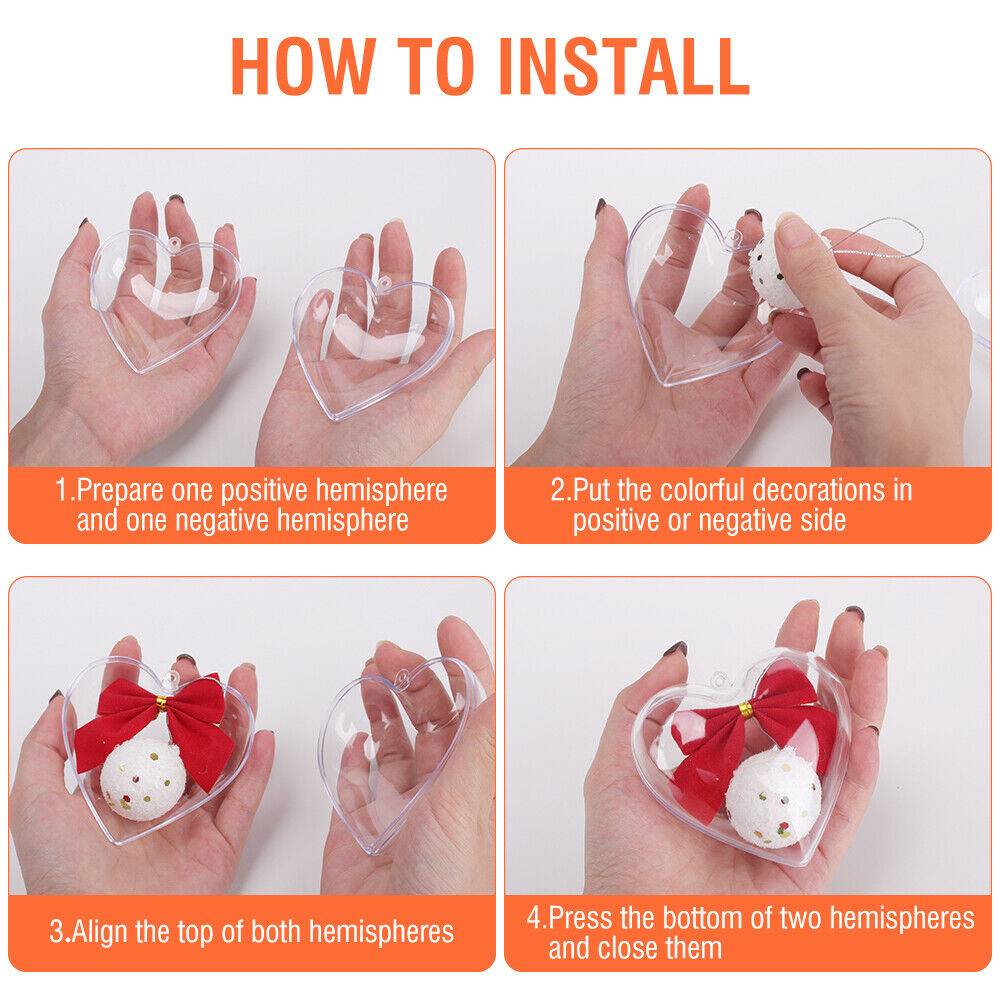 HOW TO INSTALL
1.Prepare one positive hemisphere
and one negative hemisphere
2.Put the colorful decorations in
positive or negative side
3.Align the top of both hemispheres
4.Press the bottom of two hemispheres
and close them